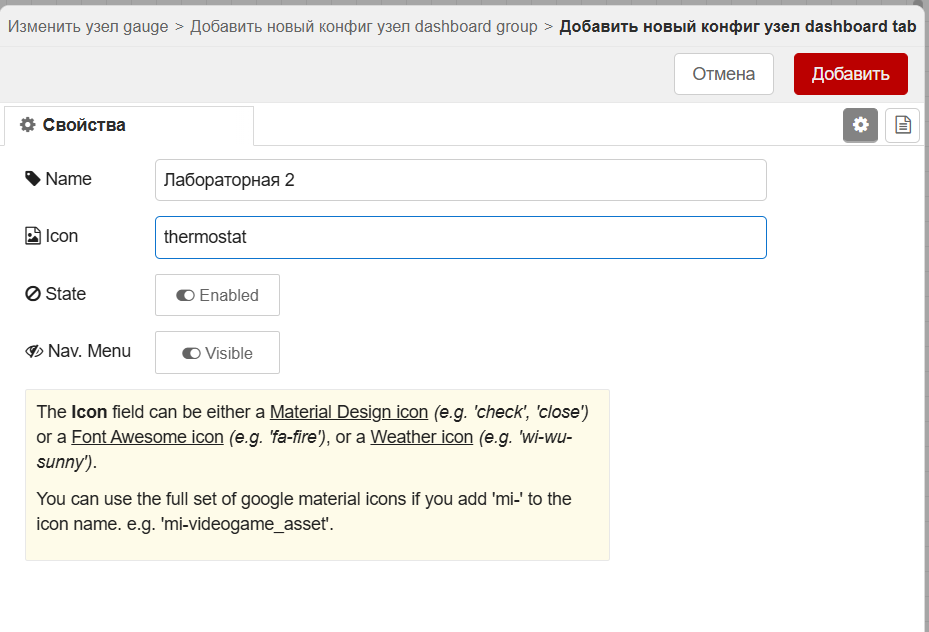 Изменить узел gauge > Добавить новый конфиг узел dashboard group > Добавить новый конфиг узел dashboard tab
Отмена Добавить
Свойства
Name Лабораторная 2
Icon thermostat
State Enabled
Nav. Menu Visible
The Icon field can be either a Material Design icon (e.g. 'check', 'close')
or a Font Awesome icon (e.g. 'fa-fire'), or a Weather icon (e.g. 'wi-wu-
sunny').
You can use the full set of google material icons if you add 'mi-' to the
icon name. e.g. 'mi-videogame_asset'.